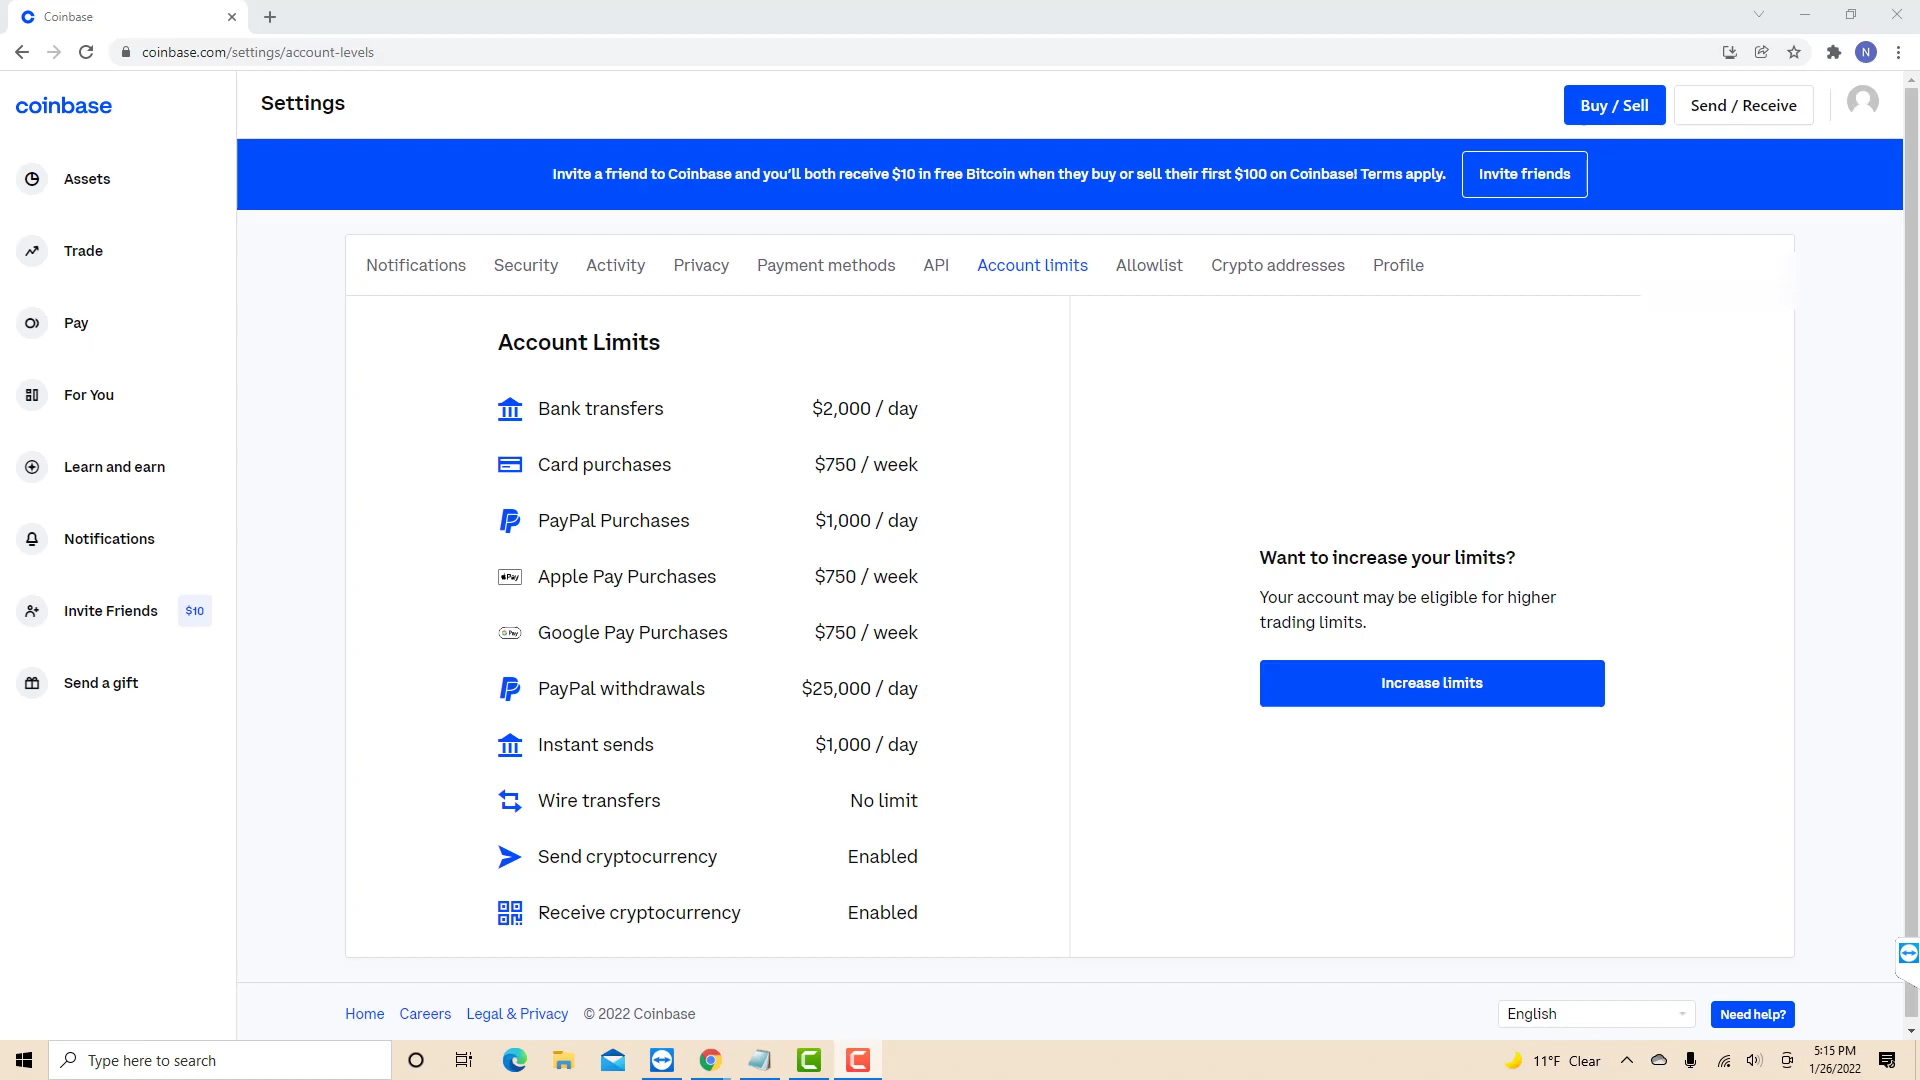 Coinbase
coinbase.com/settings/account-levels
N
coinbase
Settings
Buy / Sell
Send / Receive
Invite a friend to Coinbase and you'll both receive $10 in free Bitcoin when they buy or sell their first $100 on Coinbase! Terms apply.
Invite friends
Assets
Trade
Pay
For You
Learn and earn
Notifications
Invite Friends $10
Send a gift
Notifications Security Activity Privacy Payment methods API Account limits Allowlist Crypto addresses Profile
Account Limits
Bank transfers $2,000 / day
Card purchases $750 / week
PayPal Purchases $1,000 / day
Pay Apple Pay Purchases $750 / week
G Pay Google Pay Purchases $750 / week
PayPal withdrawals $25,000 / day
Instant sends $1,000 / day
Wire transfers No limit
Send cryptocurrency Enabled
Receive cryptocurrency Enabled
Want to increase your limits?
Your account may be eligible for higher
trading limits.
Increase limits
Home Careers Legal & Privacy © 2022 Coinbase
English
Need help?
Type here to search
11°F Clear
5:15 PM
1/26/2022